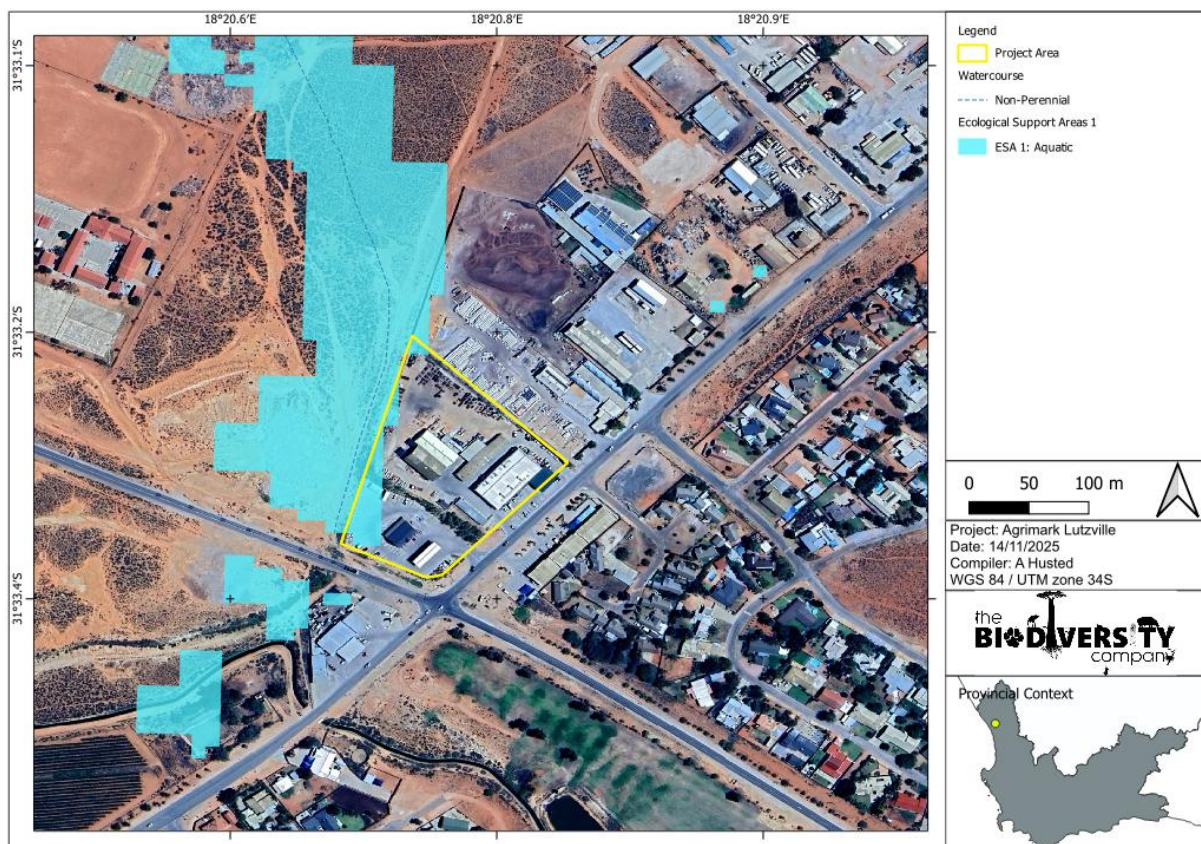 18°20.6'E
18°20.8'E
18°20.9'E
31°33.1'S
31°33.2'S
31°33.4'S
Legend
Project Area
Watercourse
Non-Perennial
Ecological Support Areas 1
ESA 1: Aquatic
0 50 100 m
Project: Agrimark Lutzville
Date: 14/11/2025
Compiler: A Husted
WGS 84 / UTM zone 34S
the
BIODIVERSITY
company
Provincial Context